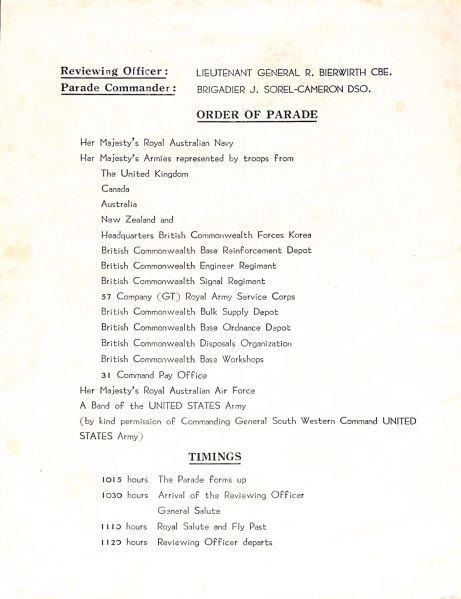 Reviewing Officer: LIEUTENANT GENERAL R. BIERWIRTH CBE.
Parade Commander: BRIGADIER J. SOREL-CAMERON DSO.
ORDER OF PARADE
Her Majesty's Royal Australian Navy
Her Majesty's Armies represented by troops from
The United Kingdom
Canada
Australia
New Zealand and
Headquarters British Commonwealth Forces Korea
British Commonwealth Base Reinforcement Depot
British Commonwealth Engineer Regiment
British Commonwealth Signal Regiment
57 Company (GT) Royal Army Service Corps
British Commonwealth Bulk Supply Depot
British Commonwealth Base Ordnance Depot
British Commonwealth Disposals Organization
British Commonwealth Base Workshops
31 Command Pay Office
Her Majesty's Royal Australian Air Force
A Band of the UNITED STATES Army
(by kind permission of Commanding General South Western Command UNITED
STATES Army)
TIMINGS
1015 hours The Parade forms up
1030 hours Arrival of the Reviewing Officer
General Salute
1110 hours Royal Salute and Fly Past
1120 hours Reviewing Officer departs